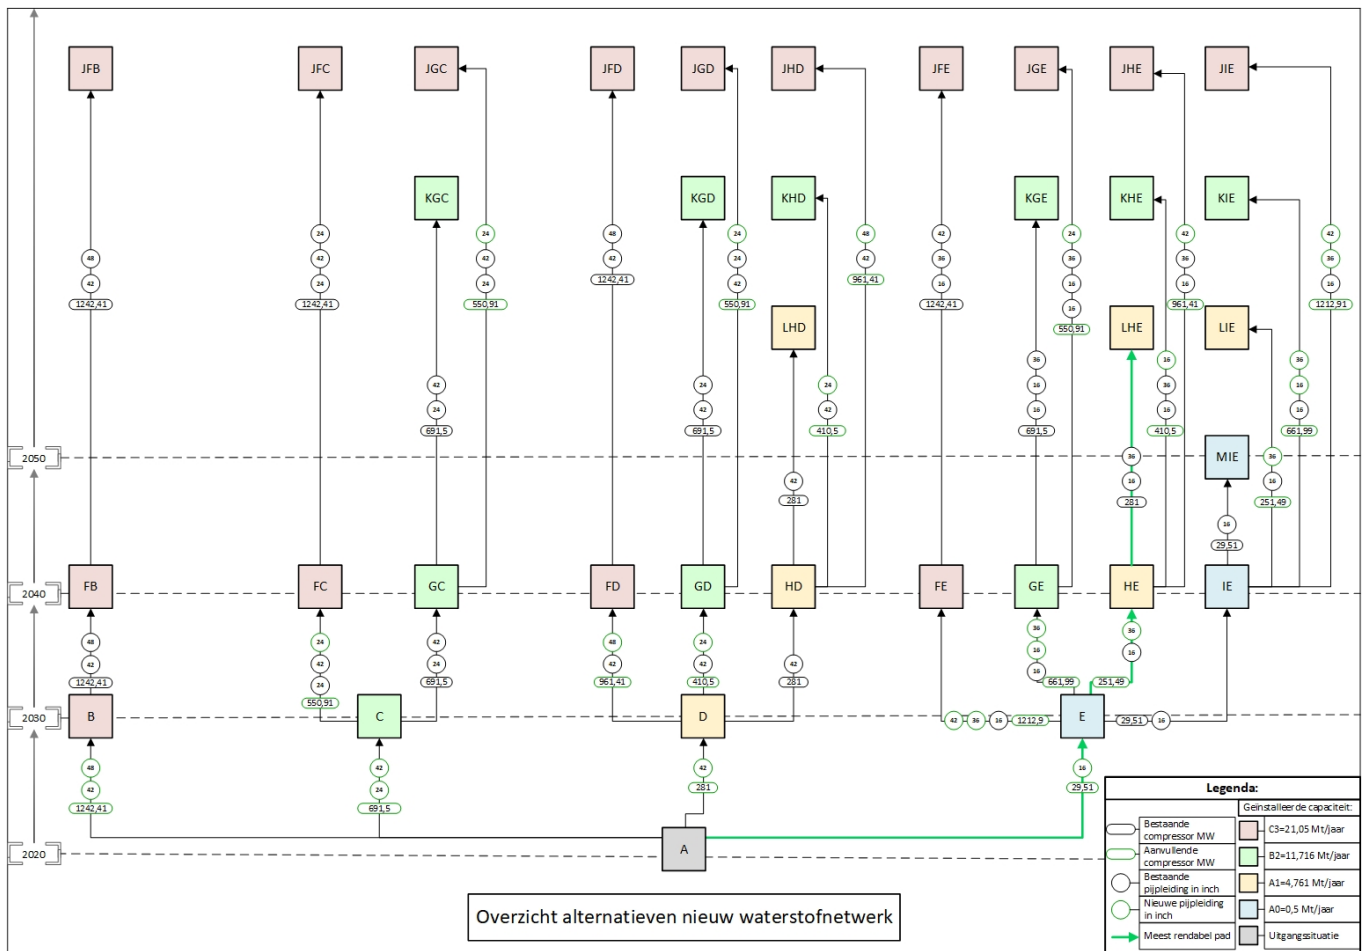 JFB JFC JGC JFD JGD JHD JFE JGE JHE JIE
KGC KGD KHD KGE KHE KIE
24 24 48 24 48 42 36 24 42 42
48 42 42 42 24 42 36 36 36 36
42 24 24 1242,41 42 961,41 16 16 16 16
1242,41 1242,41 550,91 550,91 1242,41 16 961,41 1212,91
550,91
LHD LHE LIE
36 16 36
42 42 24 24 16 36 16
24 24 42 42 16 16 16
691,5 691,5 410,5 691,5 410,5 661,99
2050
MIE
42 36 36
281 16 16
281 251,49
16
29,51
2040
FB FC GC FD GD HD FE GE HE IE
48 24 42 48 24 42 36 36
42 42 24 42 42 281 16 16
1242,41 24 691,5 961,41 410,5 16
550,91 661,99 251,49
2030
B C D E
42 36 16 1212,9 29,51 16
48 42 42 16
42 24 281 29,51
1242,41 691,5
2020
A
Legenda:
Geïnstalleerde capaciteit:
Bestaande
compressor MW
C3=21,05 Mt/jaar
Aanvullende
compressor MW
B2=11,716 Mt/jaar
Bestaande
pijpleiding in inch
A1=4,761 Mt/jaar
Nieuwe pijpleiding
in inch
A0=0,5 Mt/jaar
Meest rendabel pad
Uitgangssituatie
Overzicht alternatieven nieuw waterstofnetwerk